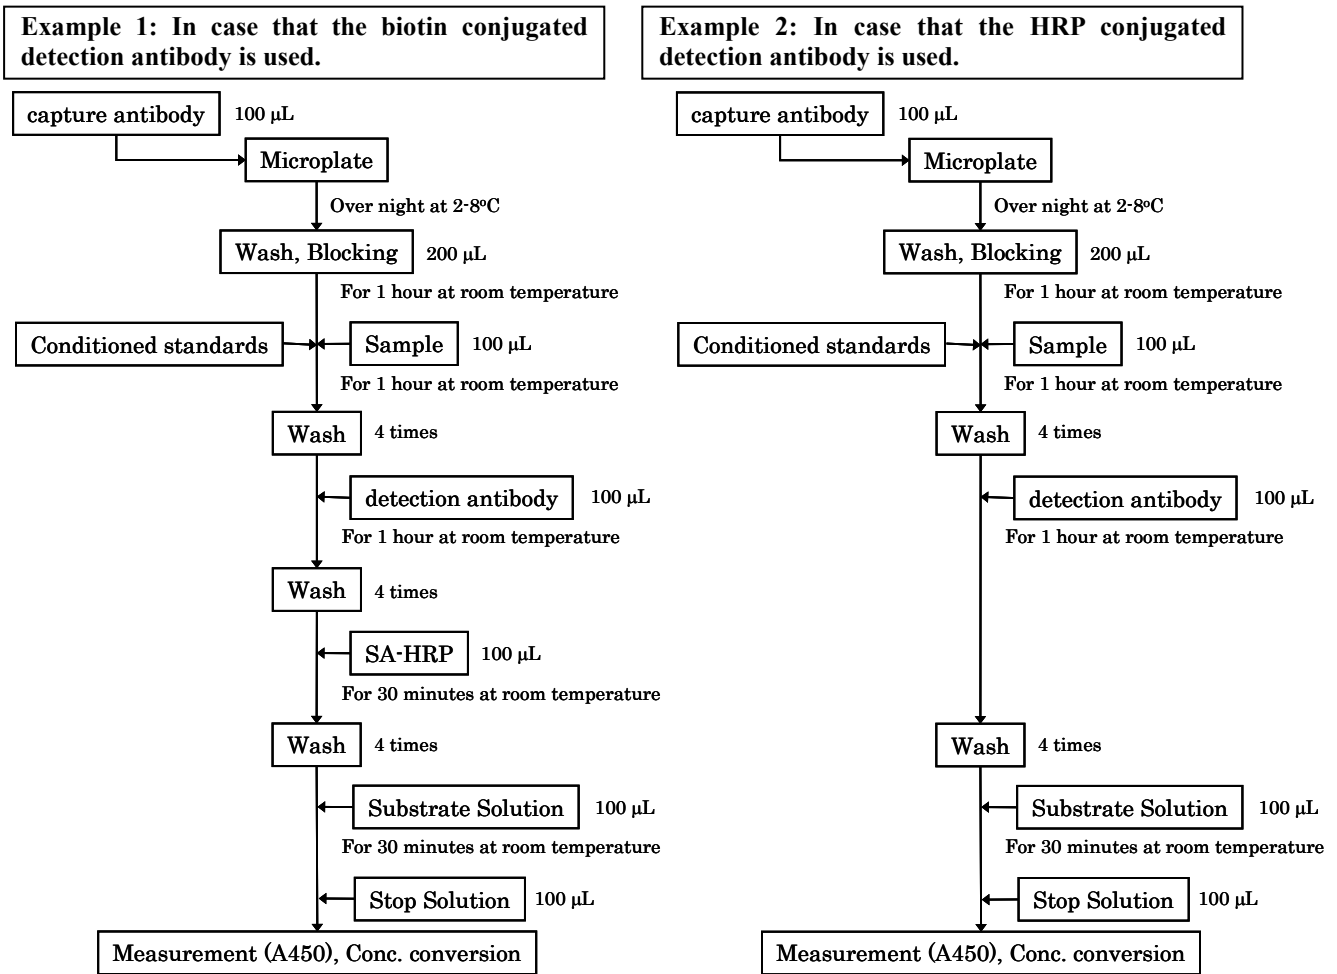 Example 1: In case that the biotin conjugated
detection antibody is used.
capture antibody 100 µL
Microplate
Over night at 2-8ºC
Wash, Blocking 200 µL
For 1 hour at room temperature
Conditioned standards Sample 100 µL
For 1 hour at room temperature
Wash 4 times
detection antibody 100 µL
For 1 hour at room temperature
Wash 4 times
SA-HRP 100 µL
For 30 minutes at room temperature
Wash 4 times
Substrate Solution 100 µL
For 30 minutes at room temperature
Stop Solution 100 µL
Measurement (A450), Conc. conversion
Example 2: In case that the HRP conjugated
detection antibody is used.
capture antibody 100 µL
Microplate
Over night at 2-8ºC
Wash, Blocking 200 µL
For 1 hour at room temperature
Conditioned standards Sample 100 µL
For 1 hour at room temperature
Wash 4 times
detection antibody 100 µL
For 1 hour at room temperature
Wash 4 times
Substrate Solution 100 µL
For 30 minutes at room temperature
Stop Solution 100 µL
Measurement (A450), Conc. conversion